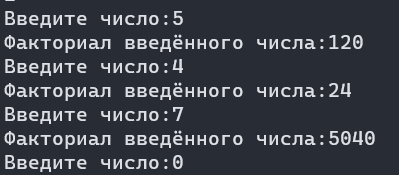 Введите число:5
Факториал введённого числа:120
Введите число:4
Факториал введённого числа:24
Введите число:7
Факториал введённого числа:5040
Введите число:0